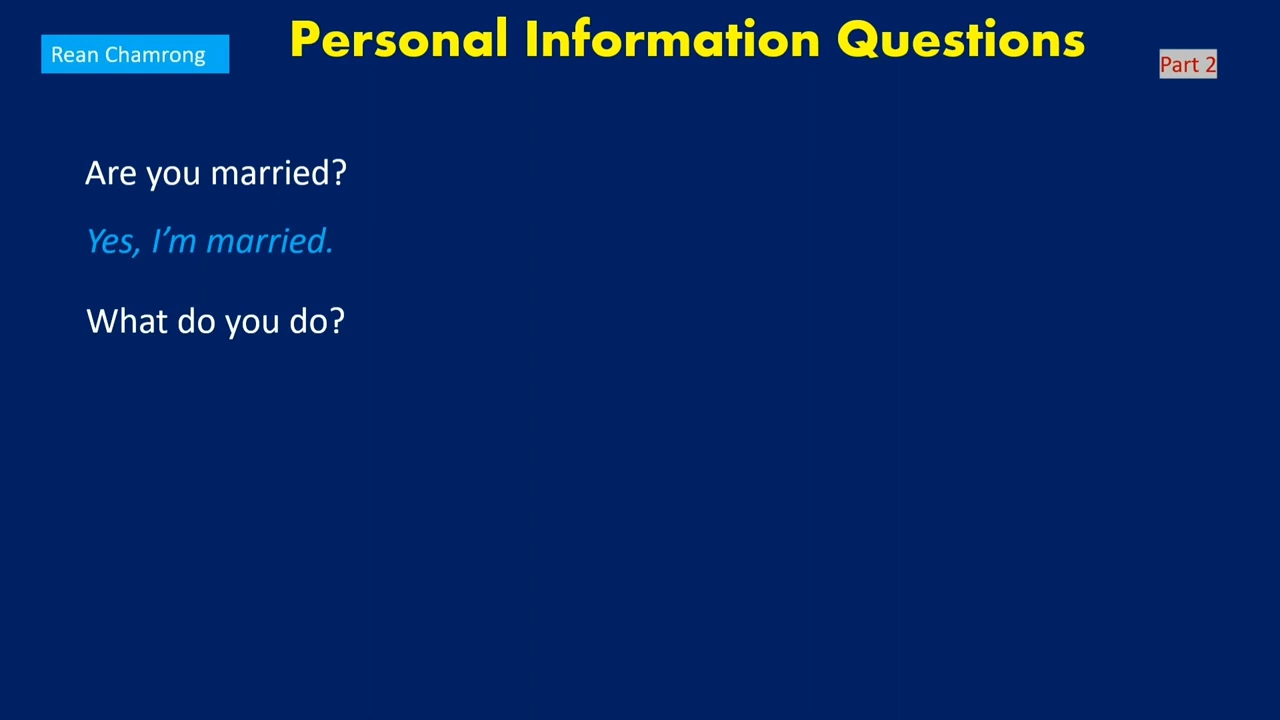 Rean Chamrong
Personal Information Questions
Part 2
Are you married?
Yes, I’m married.
What do you do?